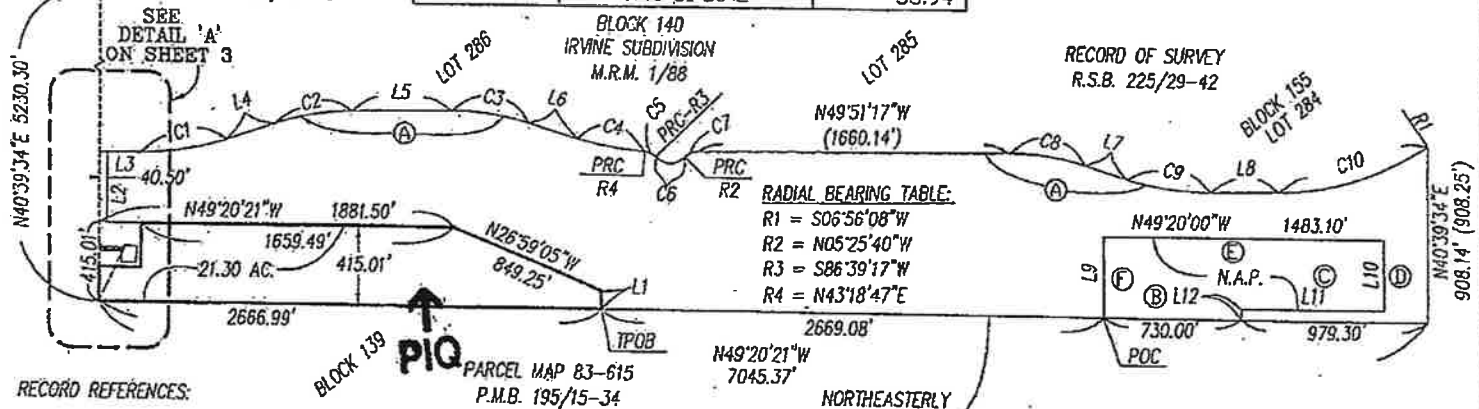 SEE
DETAIL 'A'
ON SHEET 3
BLOCK 140
IRVINE SUBDIVISION
M.R.M. 1/88
LOT 286
LOT 285
RECORD OF SURVEY
R.S.B. 225/29-42
BLOCK 155
LOT 284
N40°39'34"E 5230.30'
C1
L4
C2
L5
C3
L6
C4
C5
PRC-R3
C7
N49°51'17"W
(1660.14')
C8
L7
C9
L8
C10
R1
A
A
L3
40.50'
L2
PRC
R4
C6
PRC
R2
RADIAL BEARING TABLE:
R1 = S06°56'08"W
R2 = N05°25'40"W
R3 = S86°39'17"W
R4 = N43°18'47"E
N49°20'21"W 1881.50'
1659.49'
21.30 AC.
415.01'
415.01'
N26°59'05"W
849.25'
L1
N49°20'00"W 1483.10'
E
L9
F
N.A.P.
C
L10
D
B
L12
L11
N40°39'34"E
908.14' (908.25')
2666.99'
TPOB
2669.08'
730.00'
979.30'
POC
N49°20'21"W
7045.37'
BLOCK 139
PIQ
PARCEL MAP 83-615
P.M.B. 195/15-34
NORTHEASTERLY
RECORD REFERENCES: